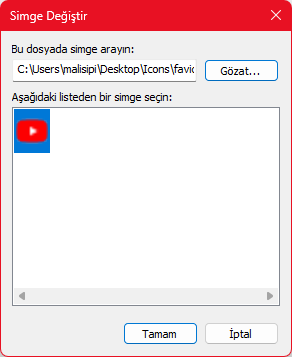 Simge Değiştir
Bu dosyada simge arayın:
C:\Users\malisipi\Desktop\Icons\favic
Gözat...
Aşağıdaki listeden bir simge seçin:
Tamam
İptal